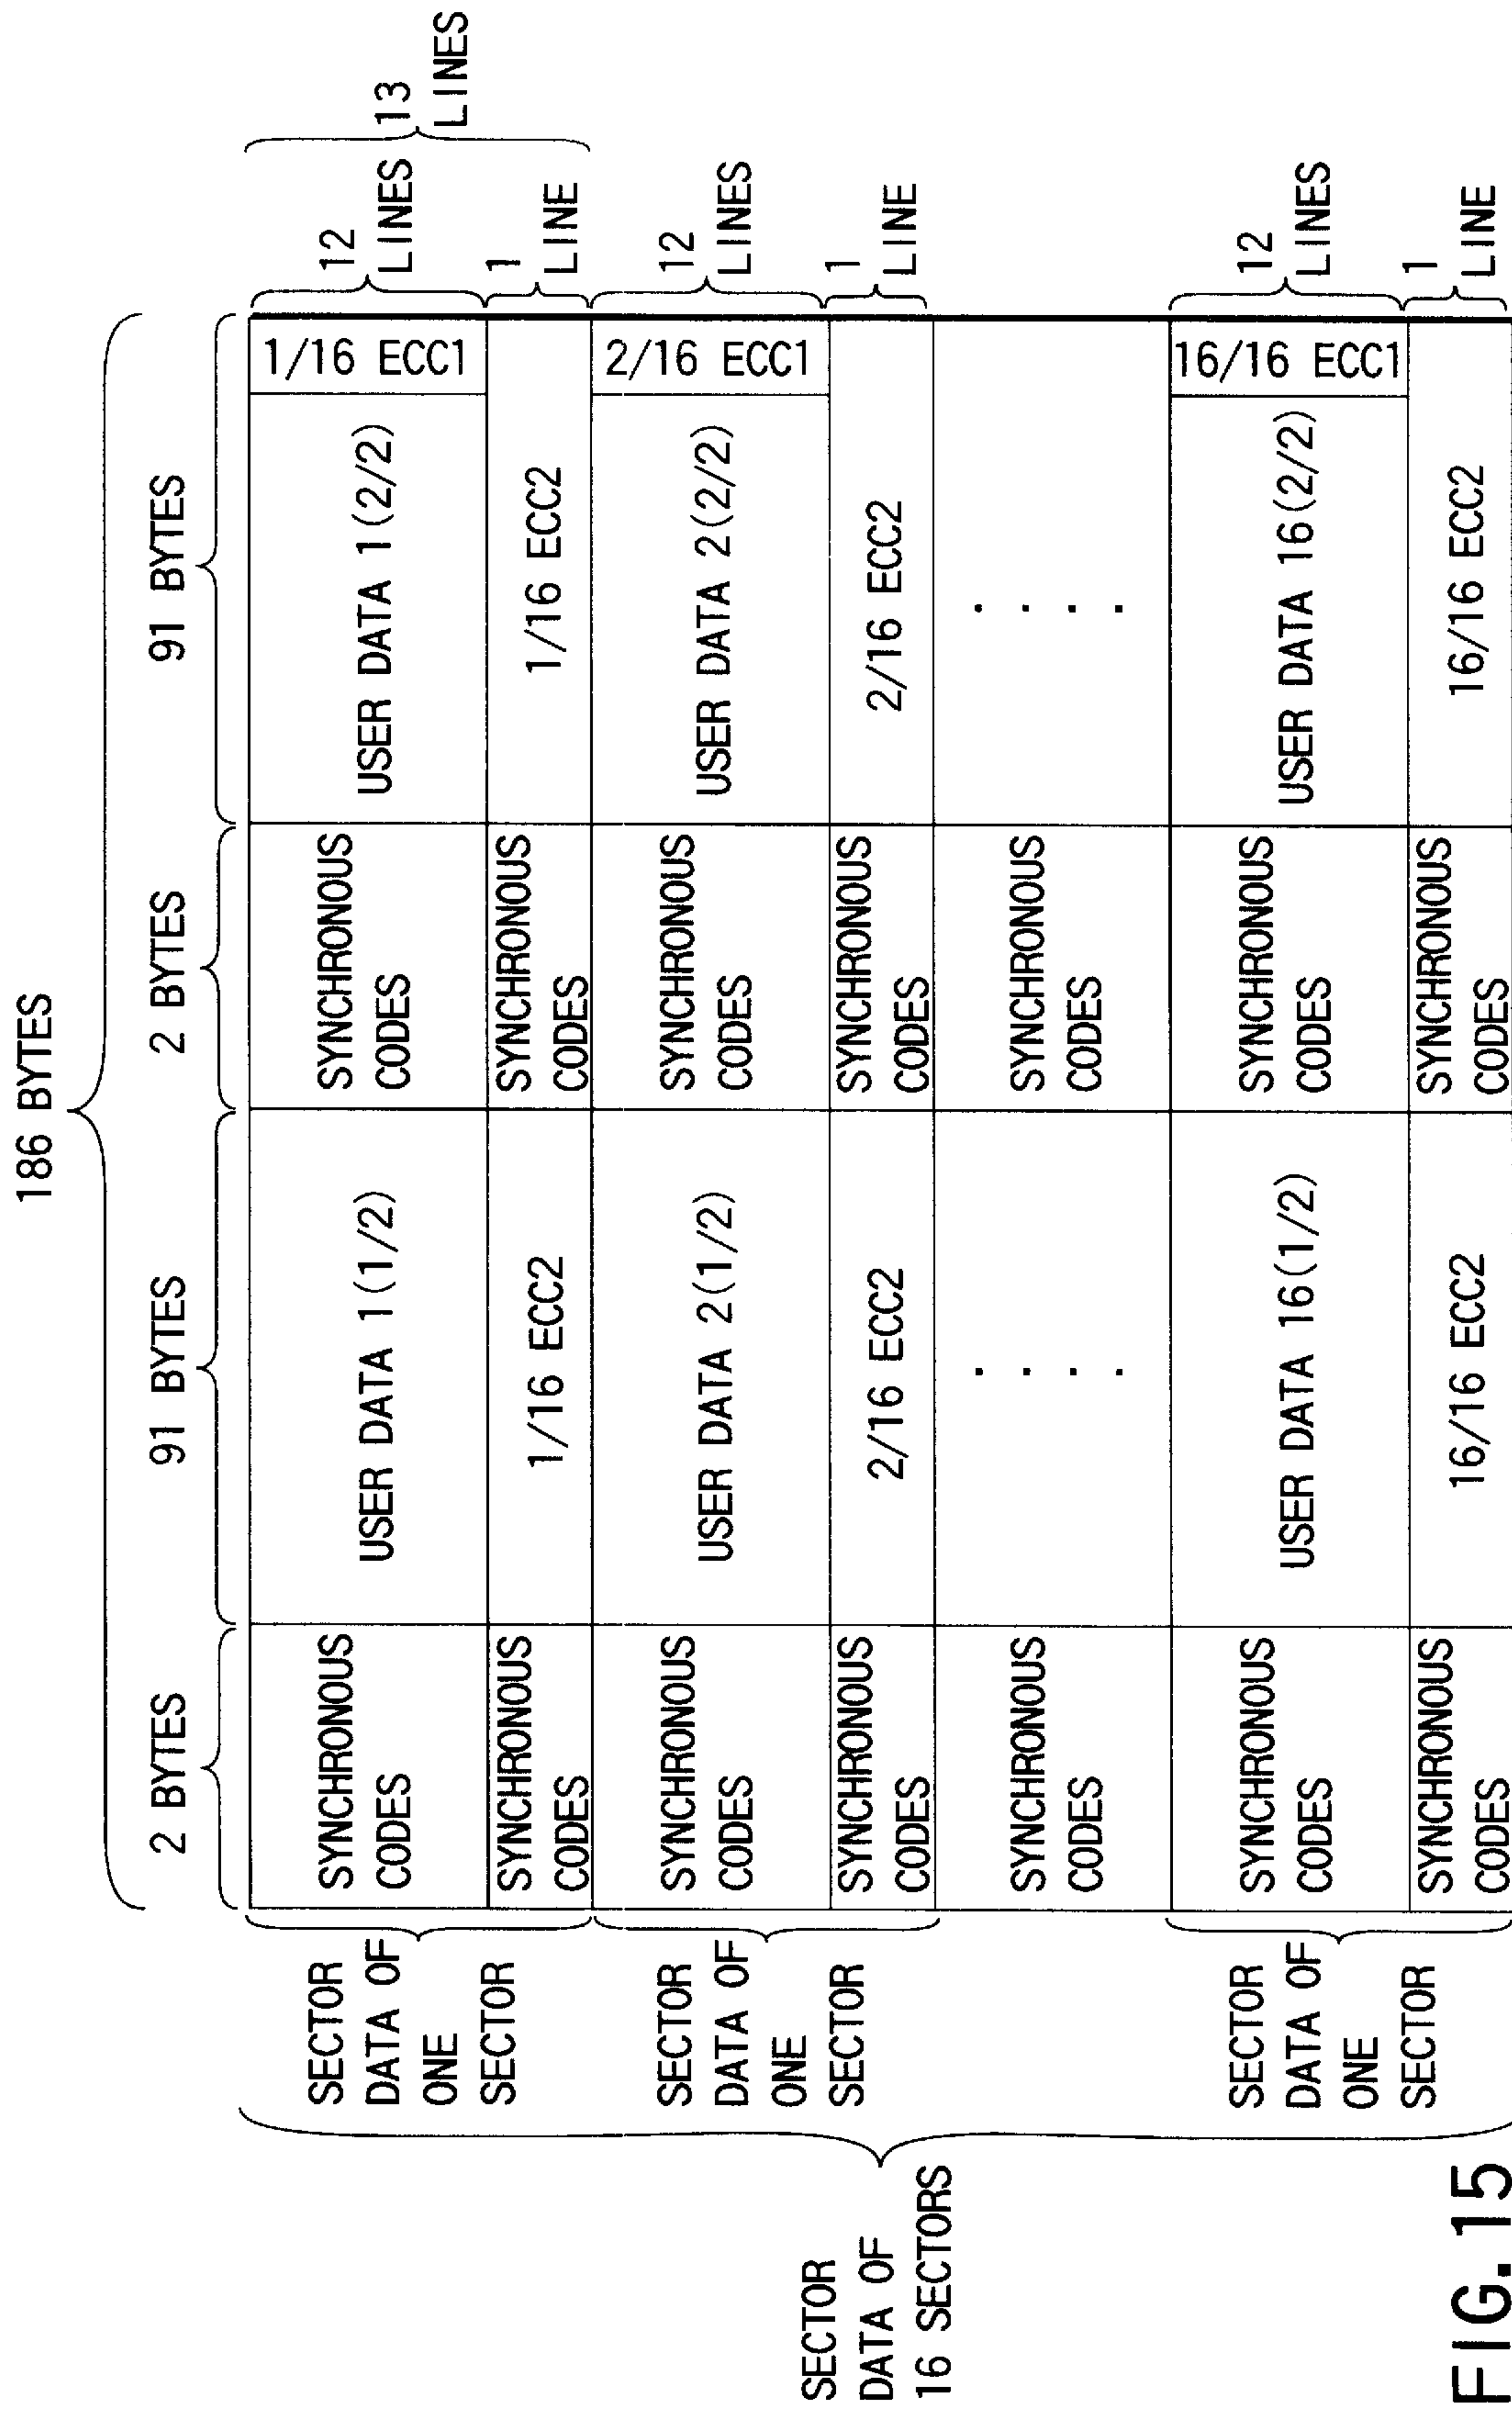 186 BYTES
2 BYTES
91 BYTES
2 BYTES
91 BYTES
SECTOR
DATA OF
16 SECTORS
SECTOR
DATA OF
ONE
SECTOR
SYNCHRONOUS
CODES
USER DATA 1(1/2)
SYNCHRONOUS
CODES
USER DATA 1(2/2)
1/16 ECC1
12
LINES
13
LINES
SYNCHRONOUS
CODES
1/16 ECC2
SYNCHRONOUS
CODES
1/16 ECC2
1
LINE
SECTOR
DATA OF
ONE
SECTOR
SYNCHRONOUS
CODES
USER DATA 2(1/2)
SYNCHRONOUS
CODES
USER DATA 2(2/2)
2/16 ECC1
12
LINES
SYNCHRONOUS
CODES
2/16 ECC2
SYNCHRONOUS
CODES
2/16 ECC2
1
LINE
SYNCHRONOUS
CODES
. . . .
SYNCHRONOUS
CODES
. . . .
SECTOR
DATA OF
ONE
SECTOR
SYNCHRONOUS
CODES
USER DATA 16(1/2)
SYNCHRONOUS
CODES
USER DATA 16(2/2)
16/16 ECC1
12
LINES
SYNCHRONOUS
CODES
16/16 ECC2
SYNCHRONOUS
CODES
16/16 ECC2
1
LINE
FIG.15